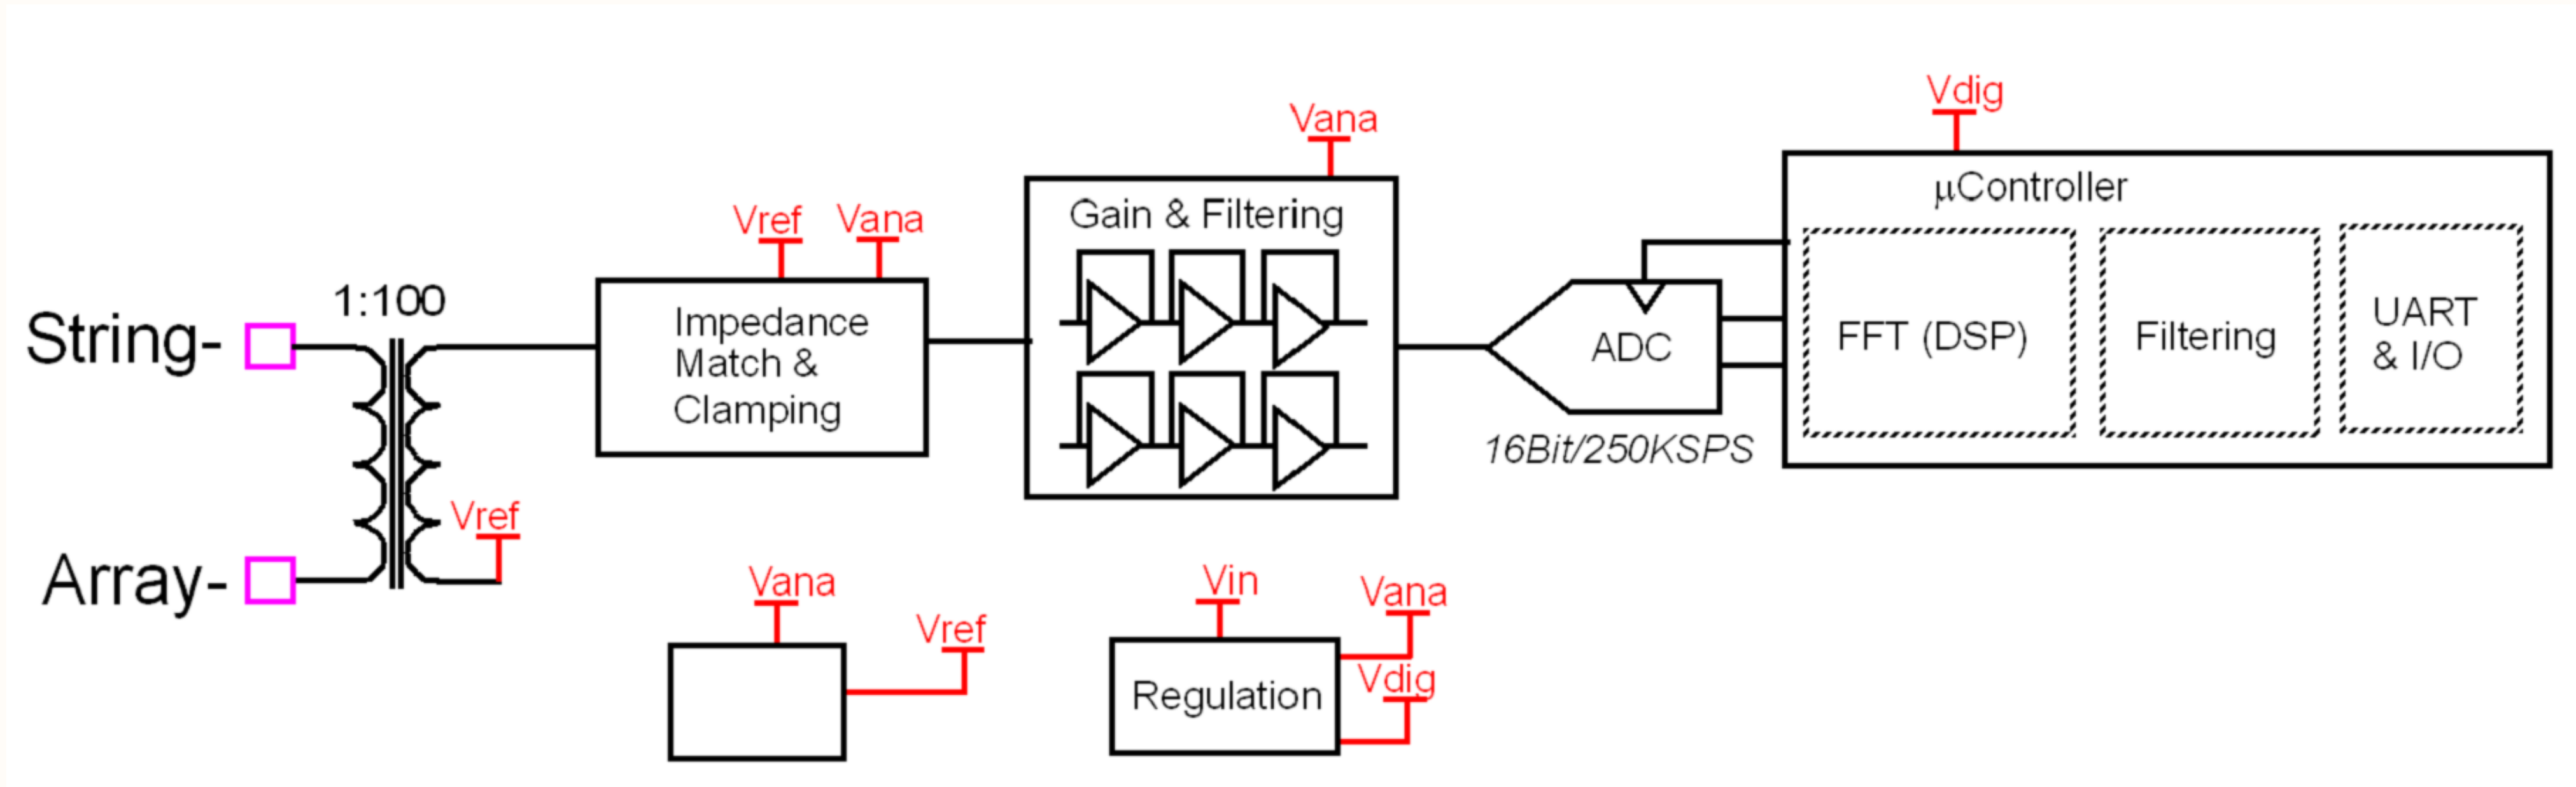 String-
Array-
1:100
Vref
Vref
Vana
Impedance
Match &
Clamping
Vana
Gain & Filtering
ADC
16Bit/250KSPS
Vdig
μController
FFT (DSP)
Filtering
UART
& I/O
Vana
Vref
Vin
Regulation
Vana
Vdig